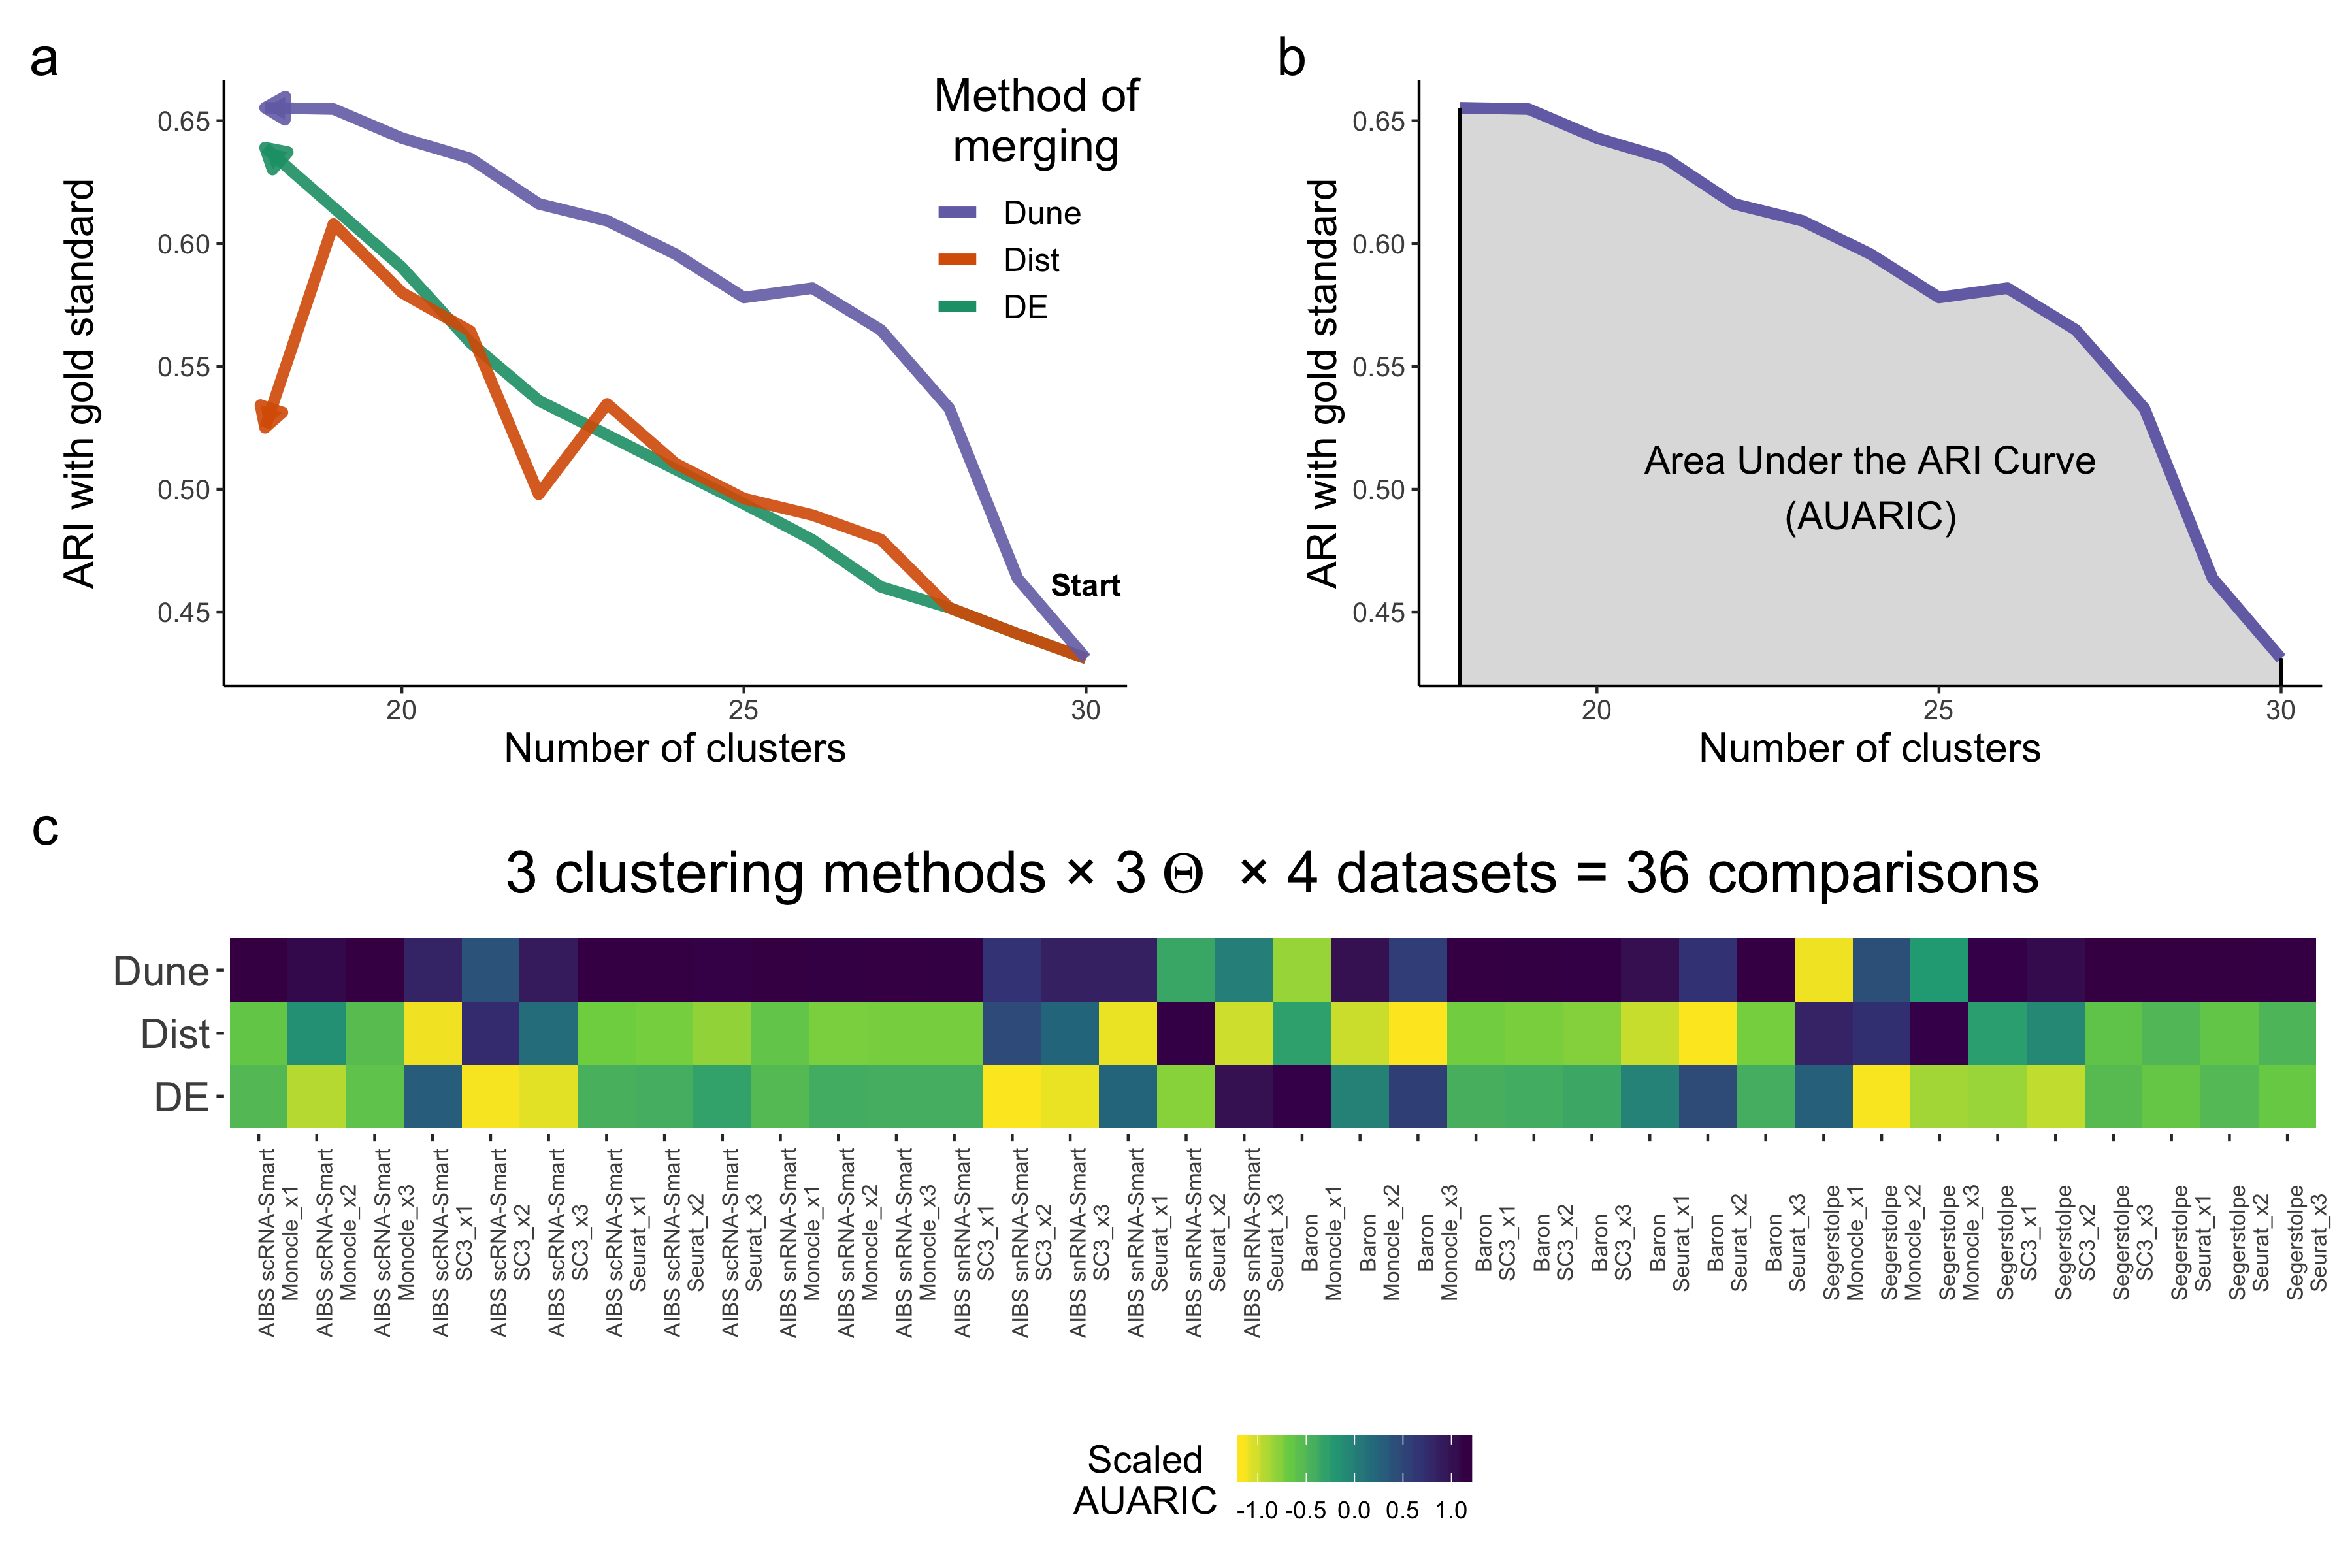 a
ARI with gold standard
0.65
0.60
0.55
0.50
0.45
20
25
30
Number of clusters
Method of
merging
Dune
Dist
DE
Start
b
ARI with gold standard
0.65
0.60
0.55
0.50
0.45
20
25
30
Number of clusters
Area Under the ARI Curve
(AUARIC)
c
3 clustering methods × 3 Θ × 4 datasets = 36 comparisons
Dune
Dist
DE
AIBS scRNA-Smart
Monocle_x1
AIBS scRNA-Smart
Monocle_x2
AIBS scRNA-Smart
Monocle_x3
AIBS scRNA-Smart
SC3_x1
AIBS scRNA-Smart
SC3_x2
AIBS scRNA-Smart
SC3_x3
AIBS scRNA-Smart
Seurat_x1
AIBS scRNA-Smart
Seurat_x2
AIBS scRNA-Smart
Seurat_x3
AIBS snRNA-Smart
Monocle_x1
AIBS snRNA-Smart
Monocle_x2
AIBS snRNA-Smart
Monocle_x3
AIBS snRNA-Smart
SC3_x1
AIBS snRNA-Smart
SC3_x2
AIBS snRNA-Smart
SC3_x3
AIBS snRNA-Smart
Seurat_x1
AIBS snRNA-Smart
Seurat_x2
AIBS snRNA-Smart
Seurat_x3
Baron
Monocle_x1
Baron
Monocle_x2
Baron
Monocle_x3
Baron
SC3_x1
Baron
SC3_x2
Baron
SC3_x3
Baron
Seurat_x1
Baron
Seurat_x2
Baron
Seurat_x3
Segerstolpe
Monocle_x1
Segerstolpe
Monocle_x2
Segerstolpe
Monocle_x3
Segerstolpe
SC3_x1
Segerstolpe
SC3_x2
Segerstolpe
SC3_x3
Segerstolpe
Seurat_x1
Segerstolpe
Seurat_x2
Segerstolpe
Seurat_x3
Scaled
AUARIC
-1.0 -0.5 0.0 0.5 1.0